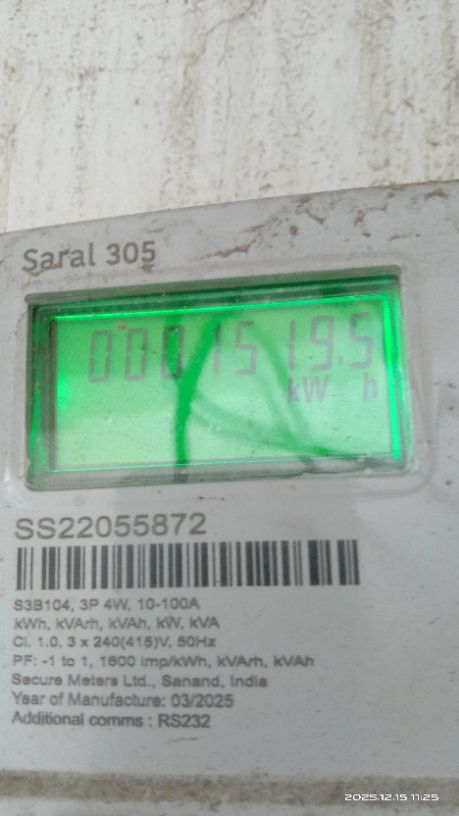 Saral 305
0001519.5
kW h
SS22055872
S3B104, 3P 4W, 10-100A
kWh, kVArh, kVAh, kW, kVA
Cl. 1.0, 3 x 240(415)V, 50Hz
PF: -1 to 1, 1600 imp/kWh, kVArh, kVAh
Secure Meters Ltd., Sanand, India
Year of Manufacture: 03/2025
Additional comms : RS232
2025.12.15 11:25